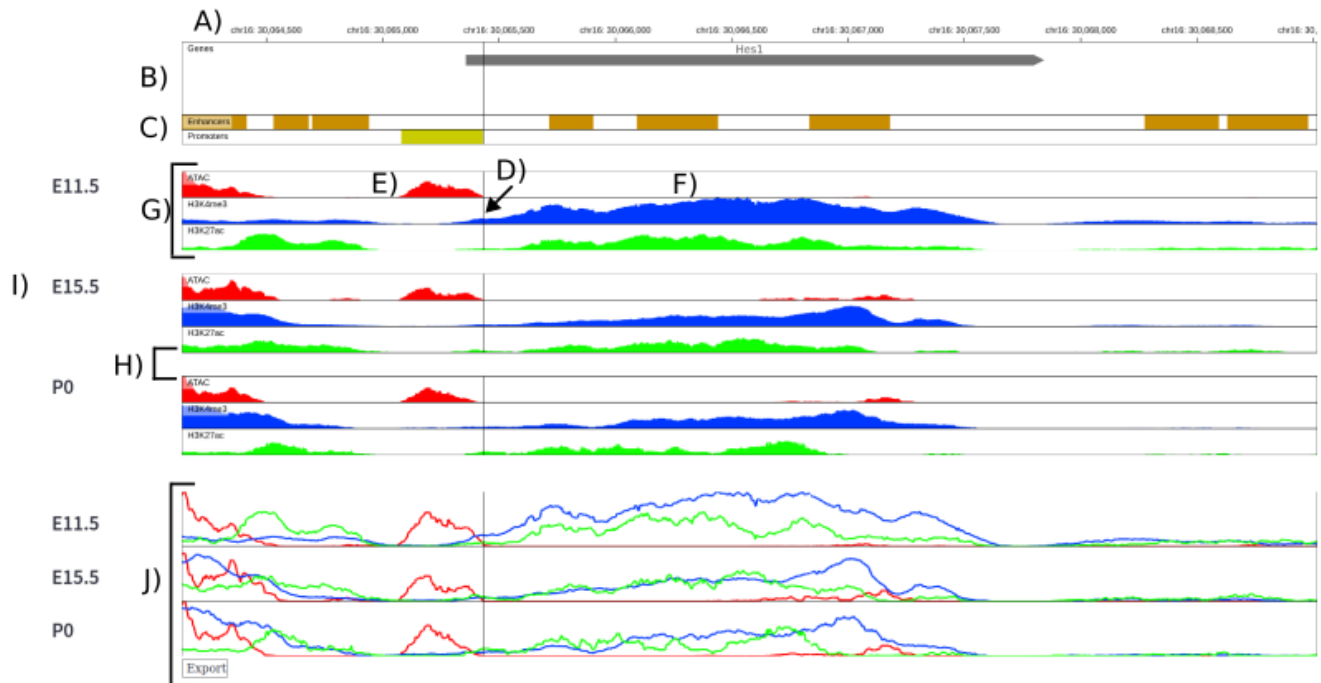 A)
chr16: 30,064,500 chr16: 30,065,000 chr16: 30,065,500 chr16: 30,066,000 chr16: 30,066,500 chr16: 30,067,000 chr16: 30,067,500 chr16: 30,068,000 chr16: 30,068,500 chr16: 30,
Genes
Hes1
B)
C)
Enhancers
Promoters
D)
E)
F)
E11.5
G)
ATAC
H3K4me3
H3K27ac
I)
E15.5
ATAC
H3K4me3
H3K27ac
H)
P0
ATAC
H3K4me3
H3K27ac
E11.5
E15.5
J)
P0
Export